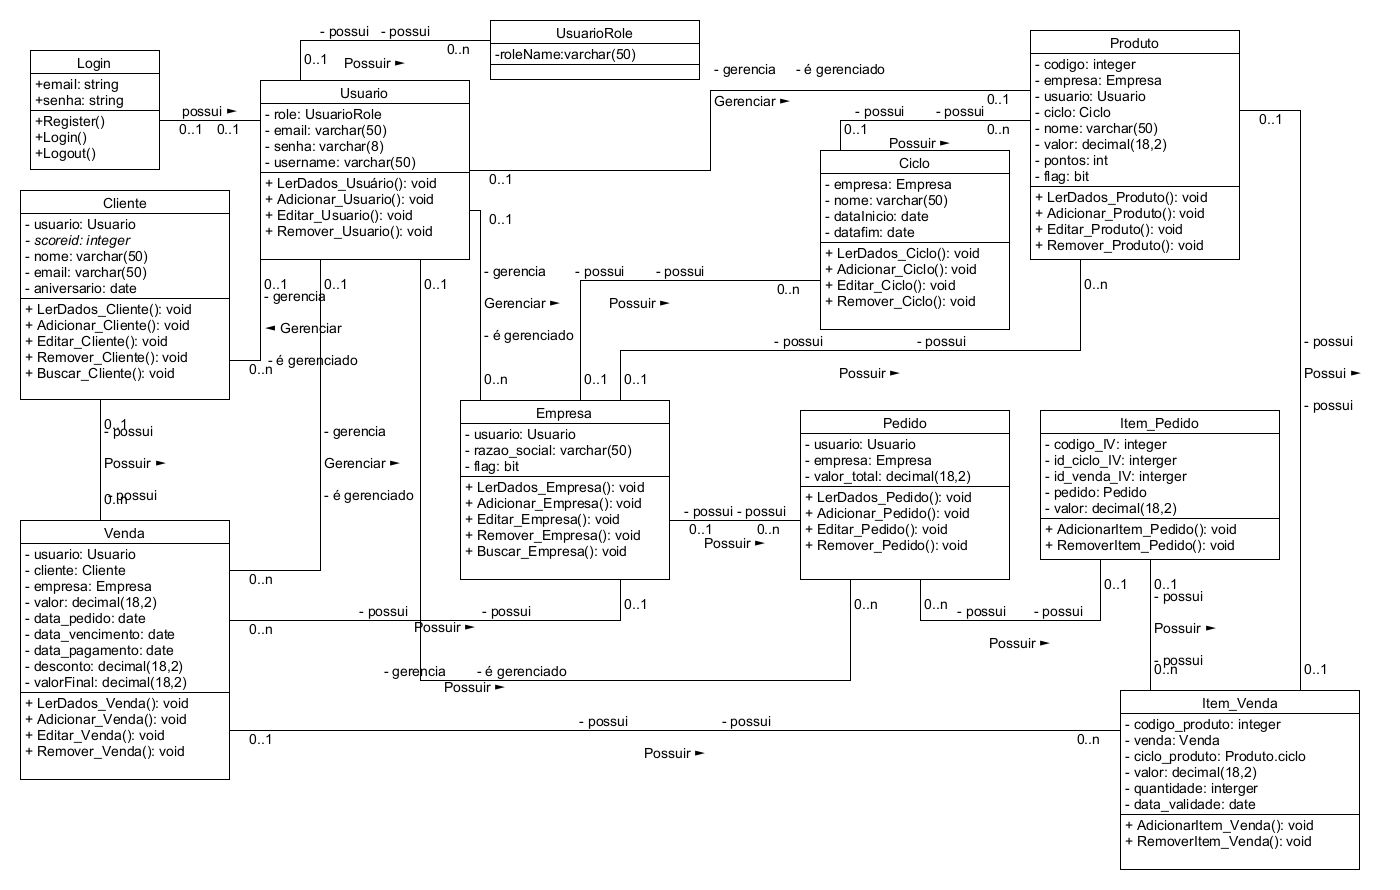 UsuarioRole
-roleName:varchar(50)
- possui - possui
0..1
0..n
Possuir ►
Login
+email: string
+senha: string
+Register()
+Login()
+Logout()
possui ►
0..1 0..1
Usuario
- role: UsuarioRole
- email: varchar(50)
- senha: varchar(8)
- username: varchar(50)
+ LerDados_Usuário(): void
+ Adicionar_Usuario(): void
+ Editar_Usuario(): void
+ Remover_Usuario(): void
- gerencia - é gerenciado
Gerenciar ►
0..1
0..1
Produto
- codigo: integer
- empresa: Empresa
- usuario: Usuario
- ciclo: Ciclo
- nome: varchar(50)
- valor: decimal(18,2)
- pontos: int
- flag: bit
+ LerDados_Produto(): void
+ Adicionar_Produto(): void
+ Editar_Produto(): void
+ Remover_Produto(): void
- possui - possui
0..1 0..n
Possuir ►
Ciclo
- empresa: Empresa
- nome: varchar(50)
- dataInicio: date
- datafim: date
+ LerDados_Ciclo(): void
+ Adicionar_Ciclo(): void
+ Editar_Ciclo(): void
+ Remover_Ciclo(): void
Cliente
- usuario: Usuario
- scoreid: integer
- nome: varchar(50)
- email: varchar(50)
- aniversario: date
+ LerDados_Cliente(): void
+ Adicionar_Cliente(): void
+ Editar_Cliente(): void
+ Remover_Cliente(): void
+ Buscar_Cliente(): void
0..1
- gerencia
◄ Gerenciar
- é gerenciado
0..n
0..1
- gerencia
Gerenciar ►
- é gerenciado
0..n
0..1
0..1
- gerencia
Gerenciar ►
- é gerenciado
0..n
- possui - possui
0..n
Possuir ►
0..1
0..n
- possui - possui
Possuir ►
0..1
0..1
- possui
Possui ►
- possui
0..1
0..1
- possui
Possuir ►
- possui
0..n
Empresa
- usuario: Usuario
- razao_social: varchar(50)
- flag: bit
+ LerDados_Empresa(): void
+ Adicionar_Empresa(): void
+ Editar_Empresa(): void
+ Remover_Empresa(): void
+ Buscar_Empresa(): void
- possui - possui
0..1 0..n
Possuir ►
Pedido
- usuario: Usuario
- empresa: Empresa
- valor_total: decimal(18,2)
+ LerDados_Pedido(): void
+ Adicionar_Pedido(): void
+ Editar_Pedido(): void
+ Remover_Pedido(): void
Item_Pedido
- codigo_IV: integer
- id_ciclo_IV: interger
- id_venda_IV: interger
- pedido: Pedido
- valor: decimal(18,2)
+ AdicionarItem_Pedido(): void
+ RemoverItem_Pedido(): void
Venda
- usuario: Usuario
- cliente: Cliente
- empresa: Empresa
- valor: decimal(18,2)
- data_pedido: date
- data_vencimento: date
- data_pagamento: date
- desconto: decimal(18,2)
- valorFinal: decimal(18,2)
+ LerDados_Venda(): void
+ Adicionar_Venda(): void
+ Editar_Venda(): void
+ Remover_Venda(): void
0..1
- possui - possui
0..n
Possuir ►
0..n
- gerencia - é gerenciado
Possuir ►
0..n 0..1
- possui - possui
Possuir ►
0..1
- possui
Possuir ►
- possui
0..n
- possui - possui
0..1 0..n
Possuir ►
Item_Venda
- codigo_produto: integer
- venda: Venda
- ciclo_produto: Produto.ciclo
- valor: decimal(18,2)
- quantidade: interger
- data_validade: date
+ AdicionarItem_Venda(): void
+ RemoverItem_Venda(): void